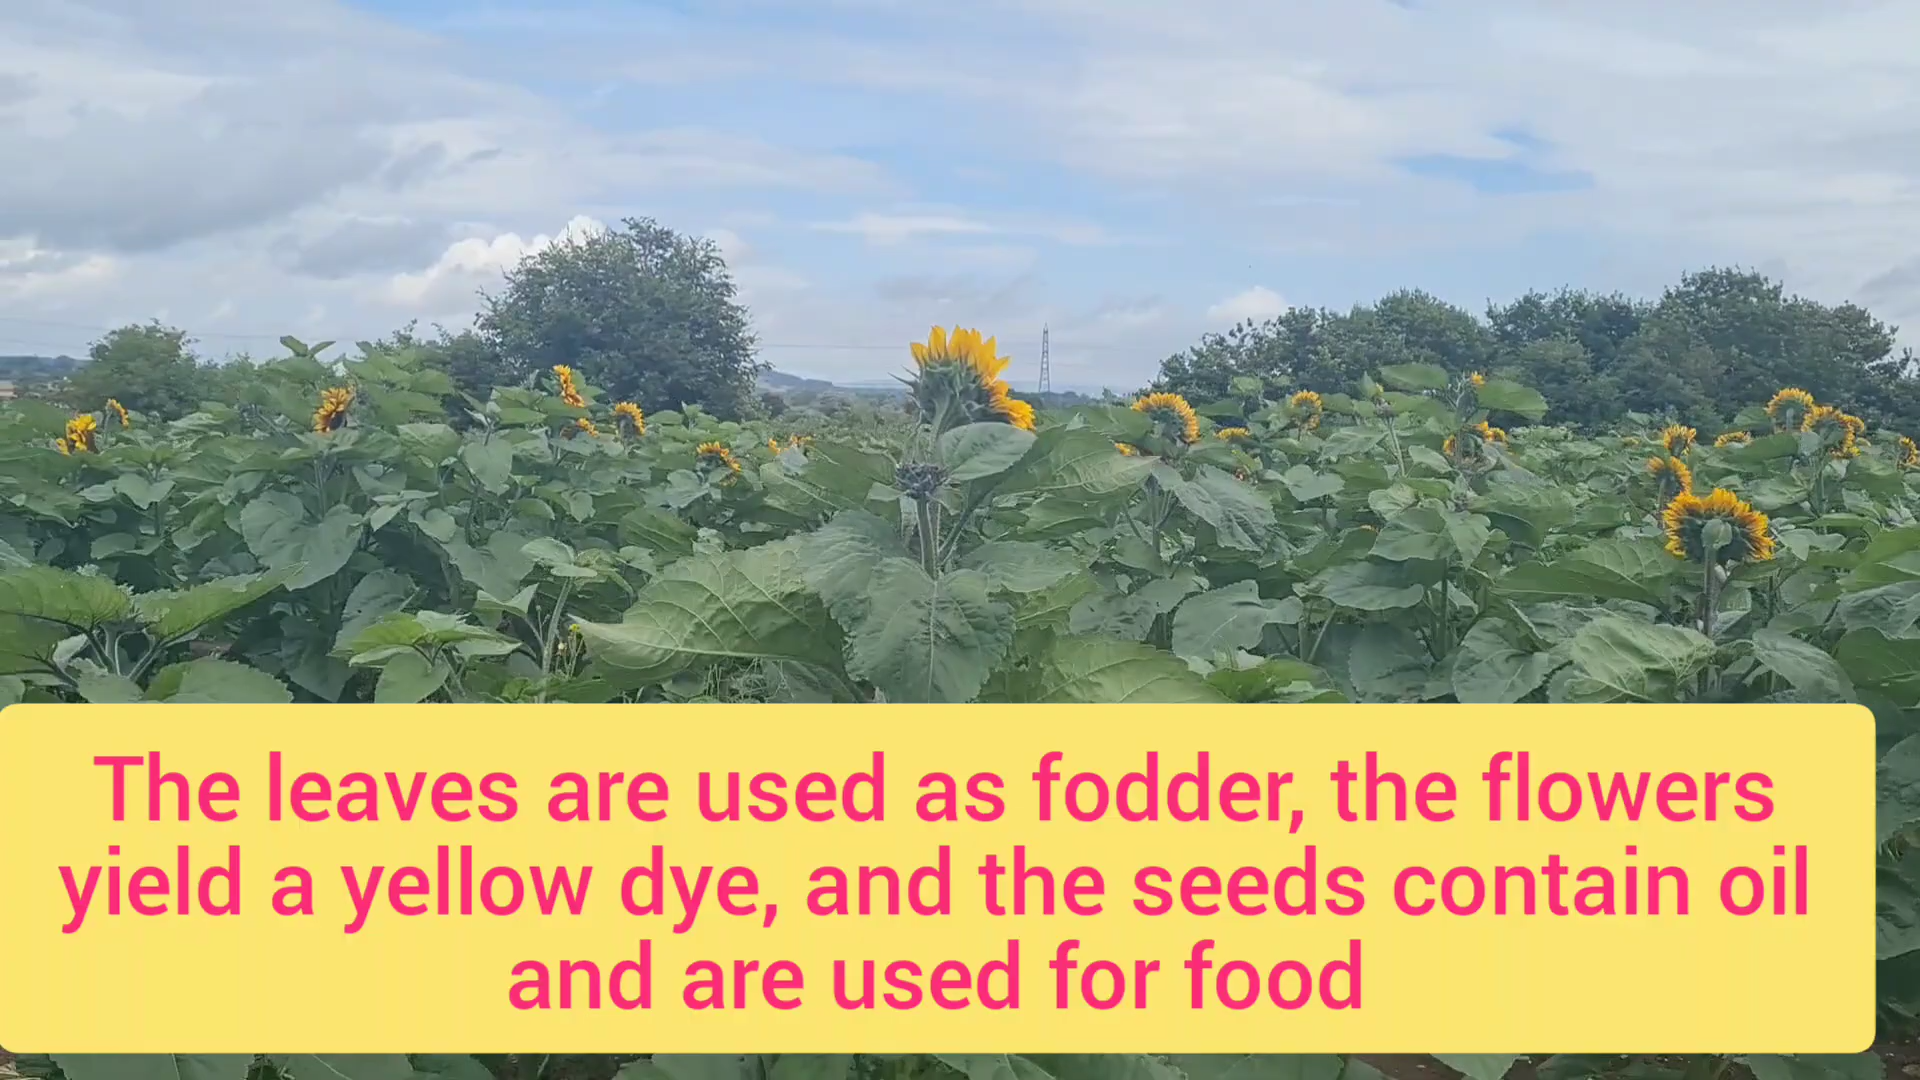 The leaves are used as fodder, the flowers
yield a yellow dye, and the seeds contain oil
and are used for food